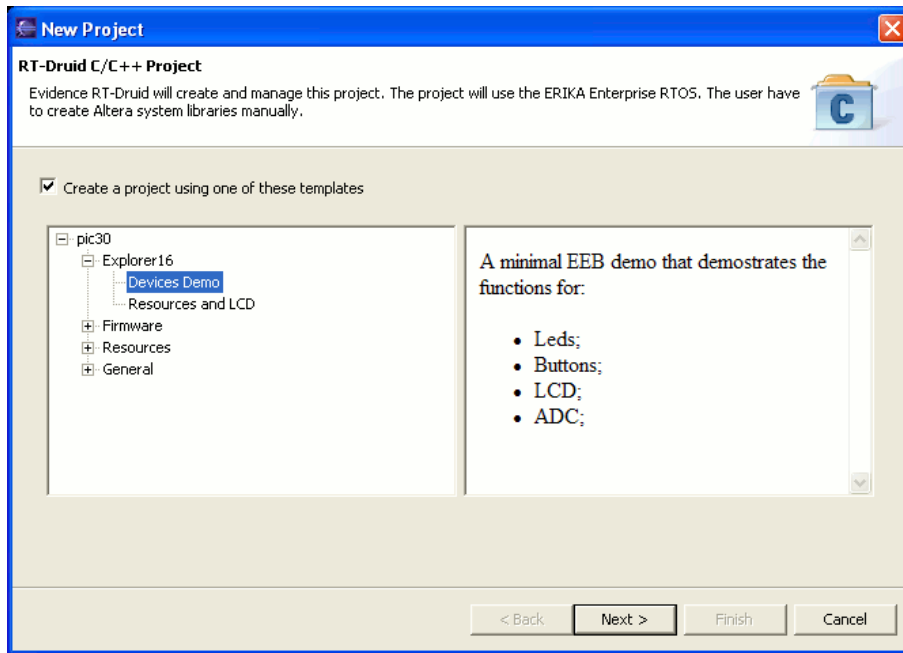 New Project
RT-Druid C/C++ Project
Evidence RT-Druid will create and manage this project. The project will use the ERIKA Enterprise RTOS. The user have
to create Altera system libraries manually.
C
Create a project using one of these templates
pic30
Explorer16
Devices Demo
Resources and LCD
Firmware
Resources
General
A minimal EEB demo that demostrates the
functions for:
• Leds;
• Buttons;
• LCD;
• ADC;
< Back
Next >
Finish
Cancel